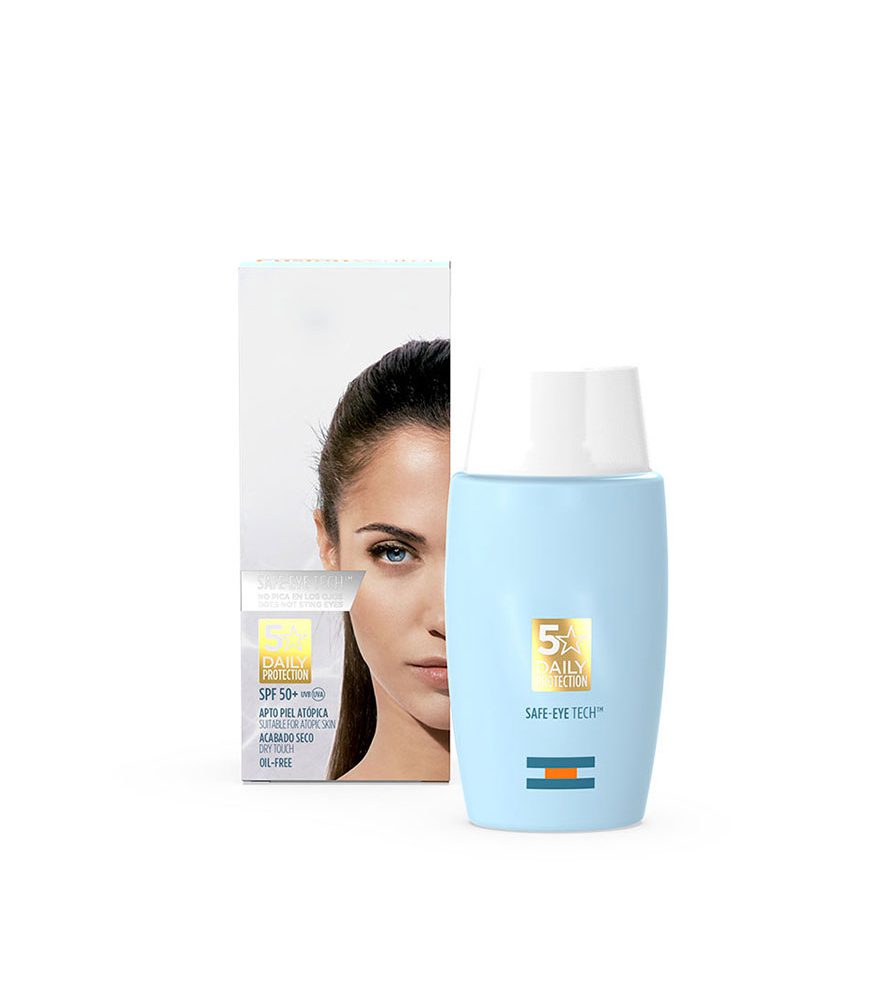 SAFE-EYE TECH™
NO PICA EN LOS OJOS
DOES NOT STING EYES
5☆
DAILY
PROTECTION
SPF 50+ UVB UVA
APTO PIEL ATÓPICA
SUITABLE FOR ATOPIC SKIN
ACABADO SECO
DRY TOUCH
OIL-FREE
5☆
DAILY
PROTECTION
SAFE-EYE TECH™